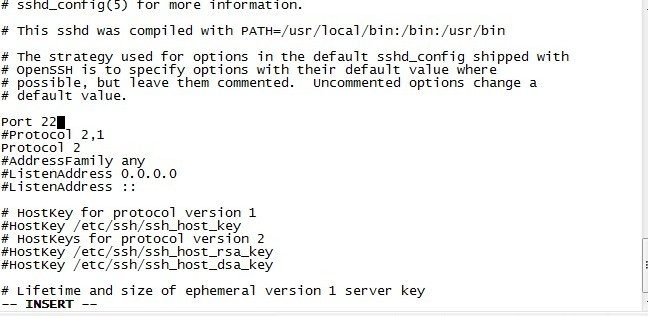 # sshd_config(5) for more information.
# This sshd was compiled with PATH=/usr/local/bin:/bin:/usr/bin
# The strategy used for options in the default sshd_config shipped with
# OpenSSH is to specify options with their default value where
# possible, but leave them commented.  Uncommented options change a
# default value.
Port 22
#Protocol 2,1
Protocol 2
#AddressFamily any
#ListenAddress 0.0.0.0
#ListenAddress ::
# HostKey for protocol version 1
#HostKey /etc/ssh/ssh_host_key
# HostKeys for protocol version 2
#HostKey /etc/ssh/ssh_host_rsa_key
#HostKey /etc/ssh/ssh_host_dsa_key
# Lifetime and size of ephemeral version 1 server key
-- INSERT --